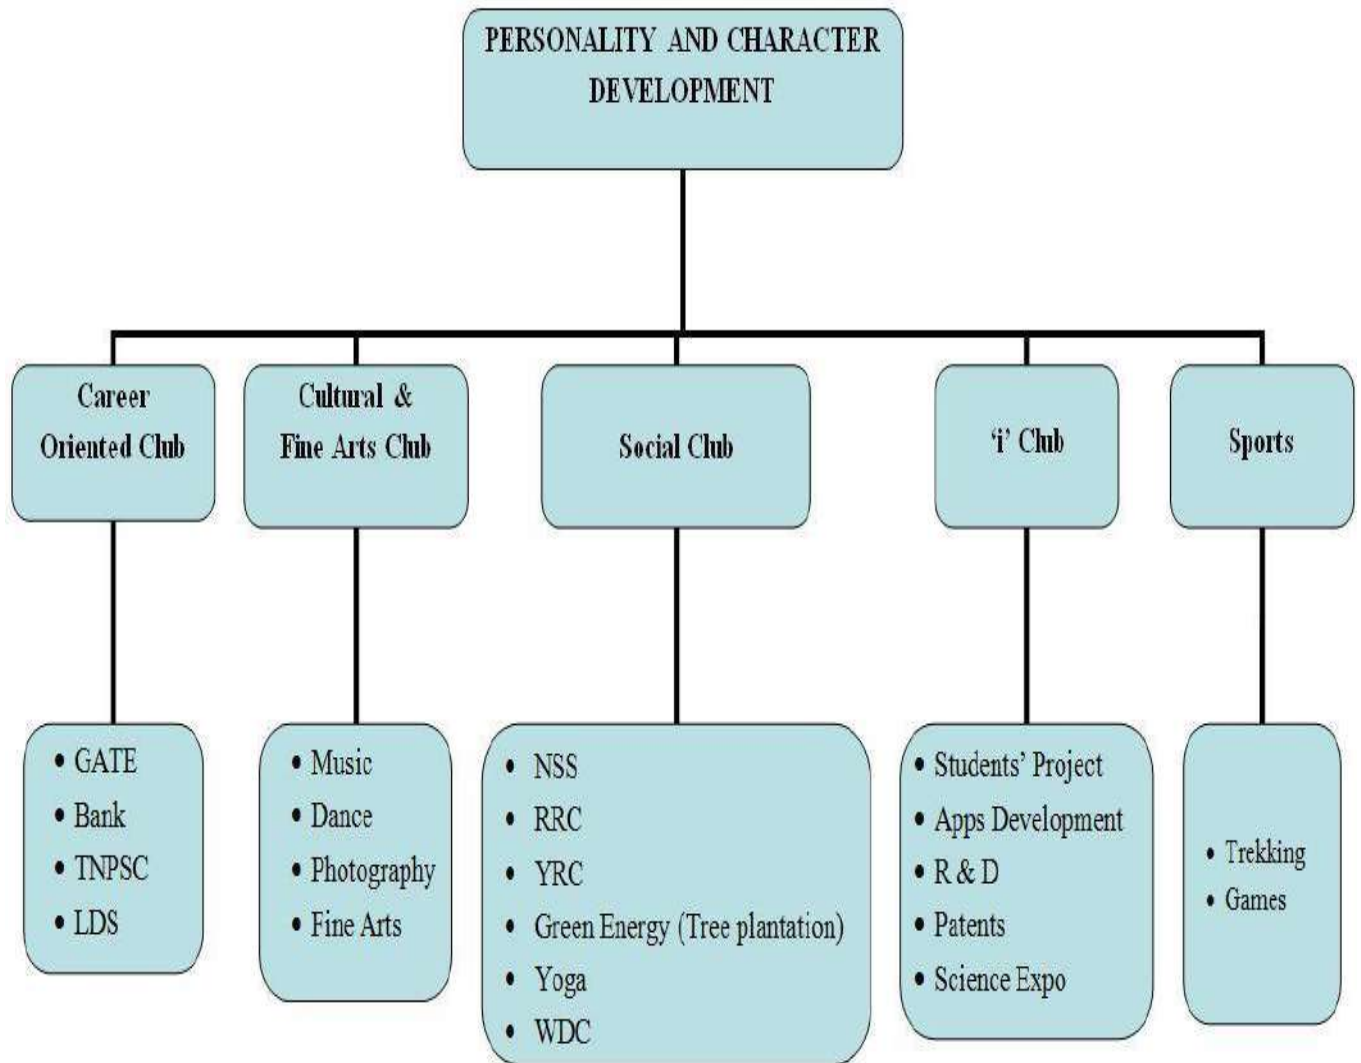 PERSONALITY AND CHARACTER
DEVELOPMENT
Career
Oriented Club
Cultural &
Fine Arts Club
Social Club
‘i’ Club
Sports
• GATE
• Bank
• TNPSC
• LDS
• Music
• Dance
• Photography
• Fine Arts
• NSS
• RRC
• YRC
• Green Energy (Tree plantation)
• Yoga
• WDC
• Students’ Project
• Apps Development
• R & D
• Patents
• Science Expo
• Trekking
• Games